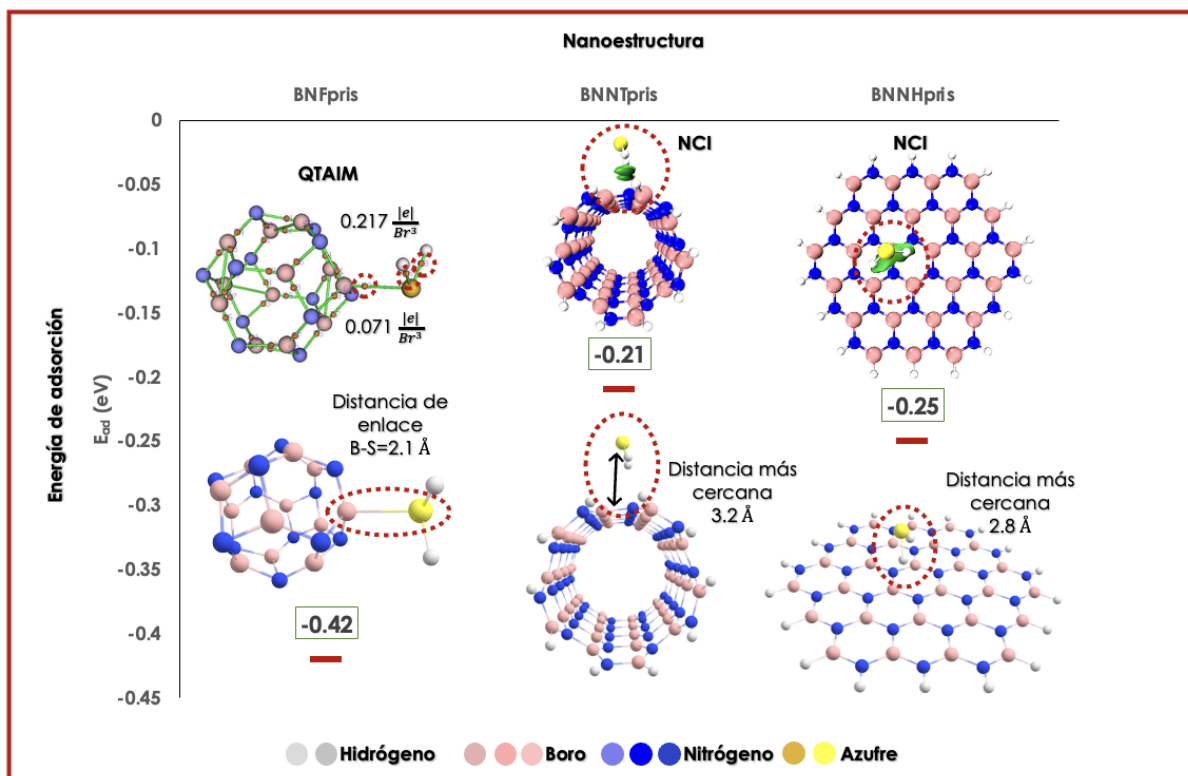 Nanoestructura
BNFpris
BNNTpris
BNNHpris
Energía de adsorción
E_ad (eV)
0
-0.05
-0.1
-0.15
-0.2
-0.25
-0.3
-0.35
-0.4
-0.45
QTAIM
0.217 |e|/Br³
0.071 |e|/Br³
Distancia de
enlace
B-S=2.1 Å
-0.42
NCI
-0.21
Distancia más
cercana
3.2 Å
NCI
-0.25
Distancia más
cercana
2.8 Å
Hidrógeno
Boro
Nitrógeno
Azufre